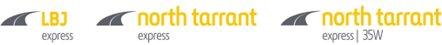 LBJ
express
north tarrant
express
north tarrant
express | 35W